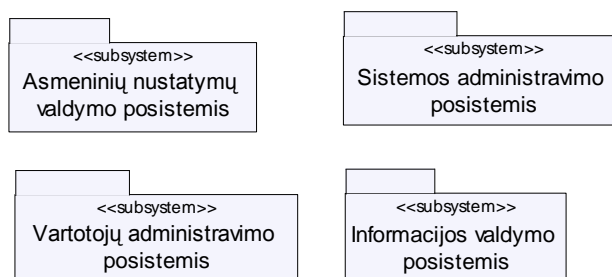 <<subsystem>>
Asmeninių nustatymų
valdymo posistemis
<<subsystem>>
Sistemos administravimo
posistemis
<<subsystem>>
Vartotojų administravimo
posistemis
<<subsystem>>
Informacijos valdymo
posistemis